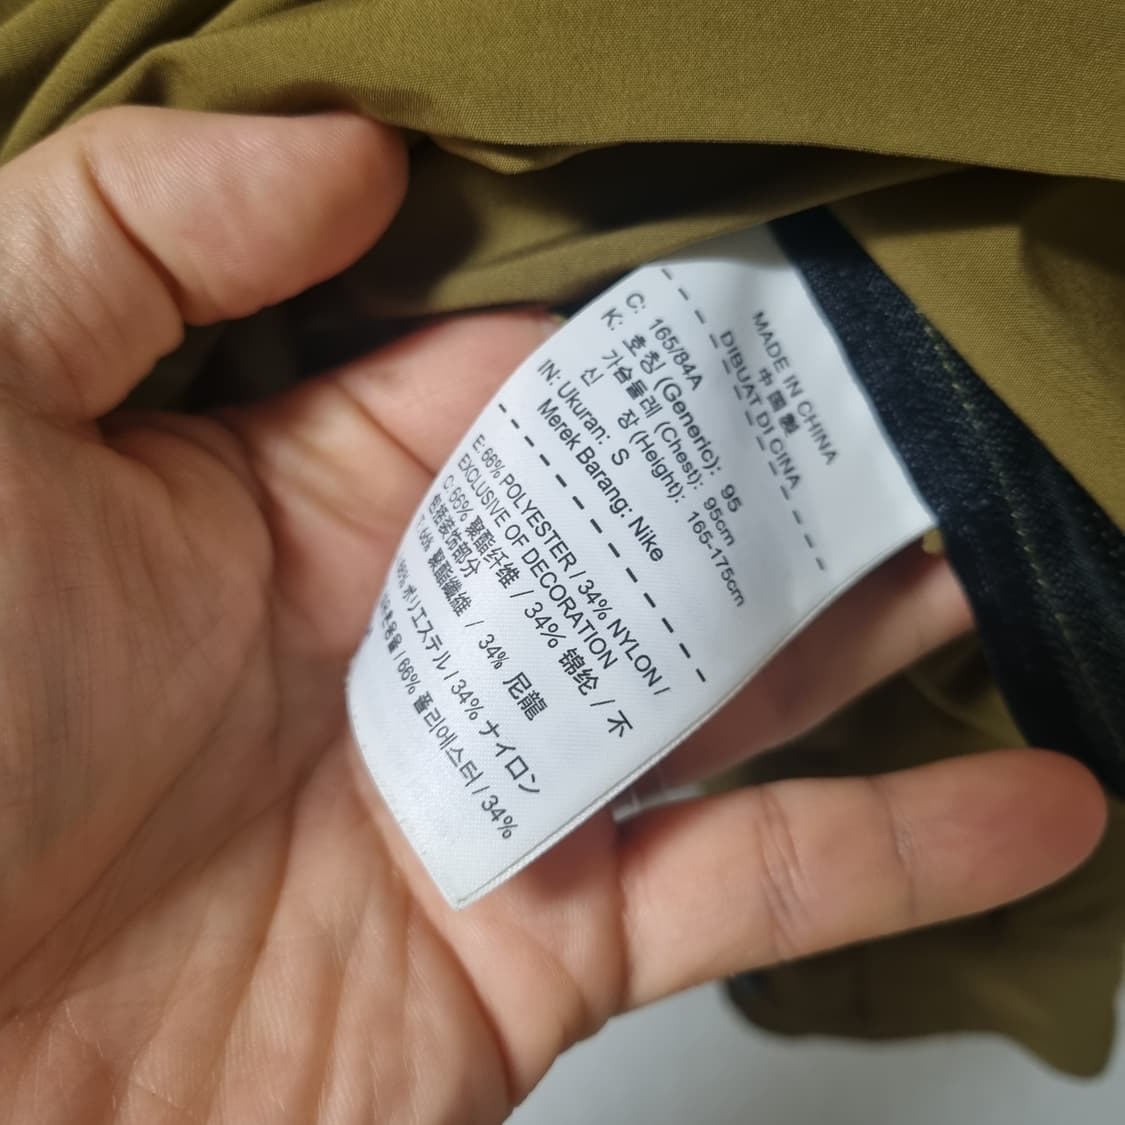 MADE IN CHINA
中国製
DIBUAT DI CINA
C: 165/84A
K: 호칭 (Generic): 95
가슴둘레 (Chest): 95cm
신 장 (Height): 165-175cm
IN: Ukuran: S
Merek Barang: Nike
E: 66% POLYESTER / 34% NYLON /
EXCLUSIVE OF DECORATION
C: 66% 聚酯纤维 / 34% 锦纶 / 不
包括装饰部分
T: 66% 聚酯纖維 / 34% 尼龍
ポリエステル / 34% ナイロン
66% 폴리에스터 / 34%